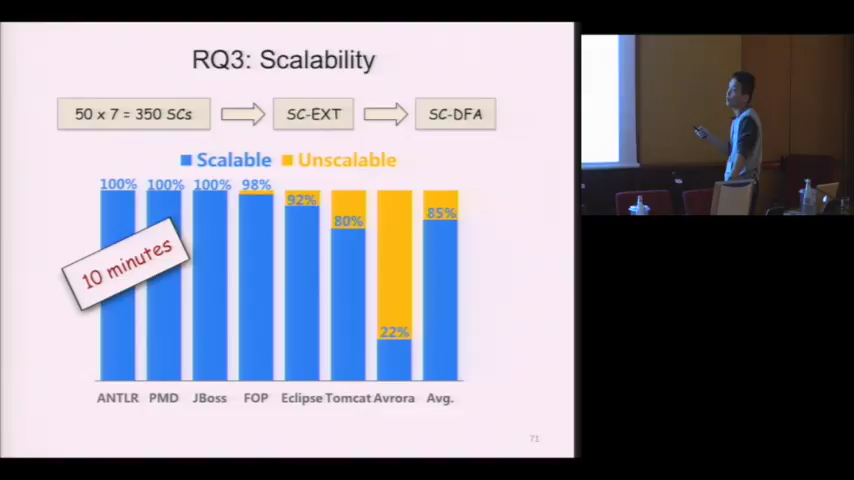 RQ3: Scalability
50 x 7 = 350 SCs
SC-EXT
SC-DFA
Scalable Unscalable
100% 100% 100% 98% 92% 80% 22% 85%
10 minutes
ANTLR PMD JBoss FOP Eclipse Tomcat Avrora Avg.
71